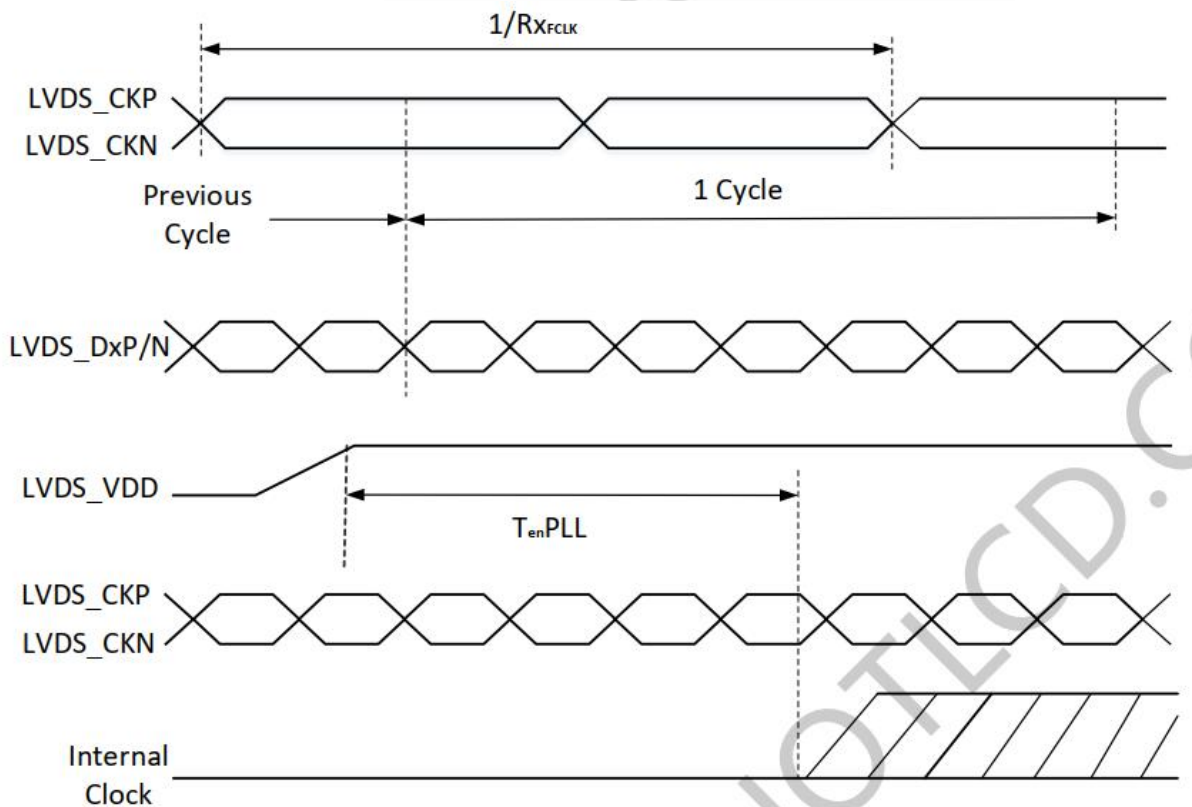 1/RxFCLK
LVDS_CKP
LVDS_CKN
Previous
Cycle
1 Cycle
LVDS_DxP/N
LVDS_VDD
TenPLL
LVDS_CKP
LVDS_CKN
Internal
Clock